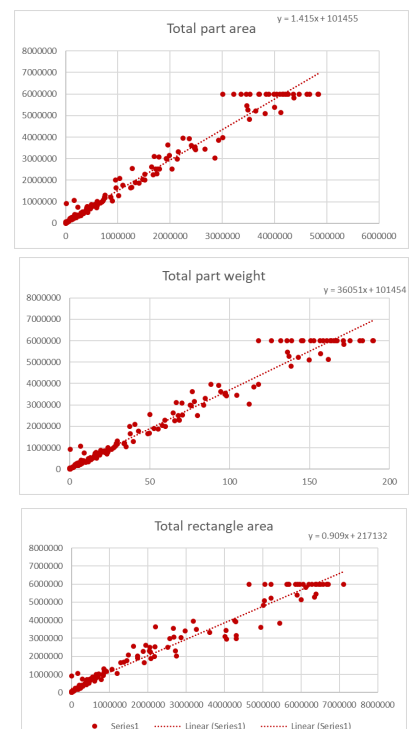 Total part area
y = 1.415x + 101455
8000000
7000000
6000000
5000000
4000000
3000000
2000000
1000000
0
0 1000000 2000000 3000000 4000000 5000000 6000000
Total part weight
y = 36051x + 101454
8000000
7000000
6000000
5000000
4000000
3000000
2000000
1000000
0
0 50 100 150 200
Total rectangle area
y = 0.909x + 217132
8000000
7000000
6000000
5000000
4000000
3000000
2000000
1000000
0
0 1000000 2000000 3000000 4000000 5000000 6000000 7000000 8000000
Series1 Linear (Series1) Linear (Series1)